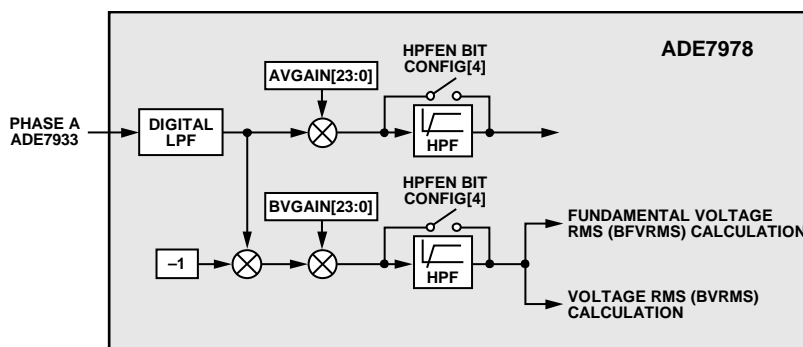 ADE7978
HPFEN BIT
CONFIG[4]
AVGAIN[23:0]
PHASE A
ADE7933
DIGITAL
LPF
HPF
HPFEN BIT
CONFIG[4]
BVGAIN[23:0]
–1
HPF
FUNDAMENTAL VOLTAGE
RMS (BFVRMS) CALCULATION
VOLTAGE RMS (BVRMS)
CALCULATION